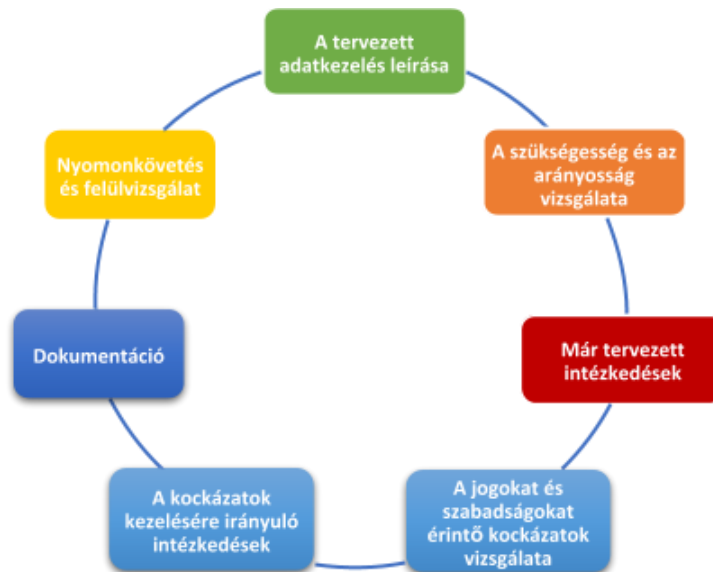 A tervezett
adatkezelés leírása
A szükségesség és az
arányosság
vizsgálata
Már tervezett
intézkedések
A jogokat és
szabadságokat
érintő kockázatok
vizsgálata
A kockázatok
kezelésére irányuló
intézkedések
Dokumentáció
Nyomonkövetés
és felülvizsgálat